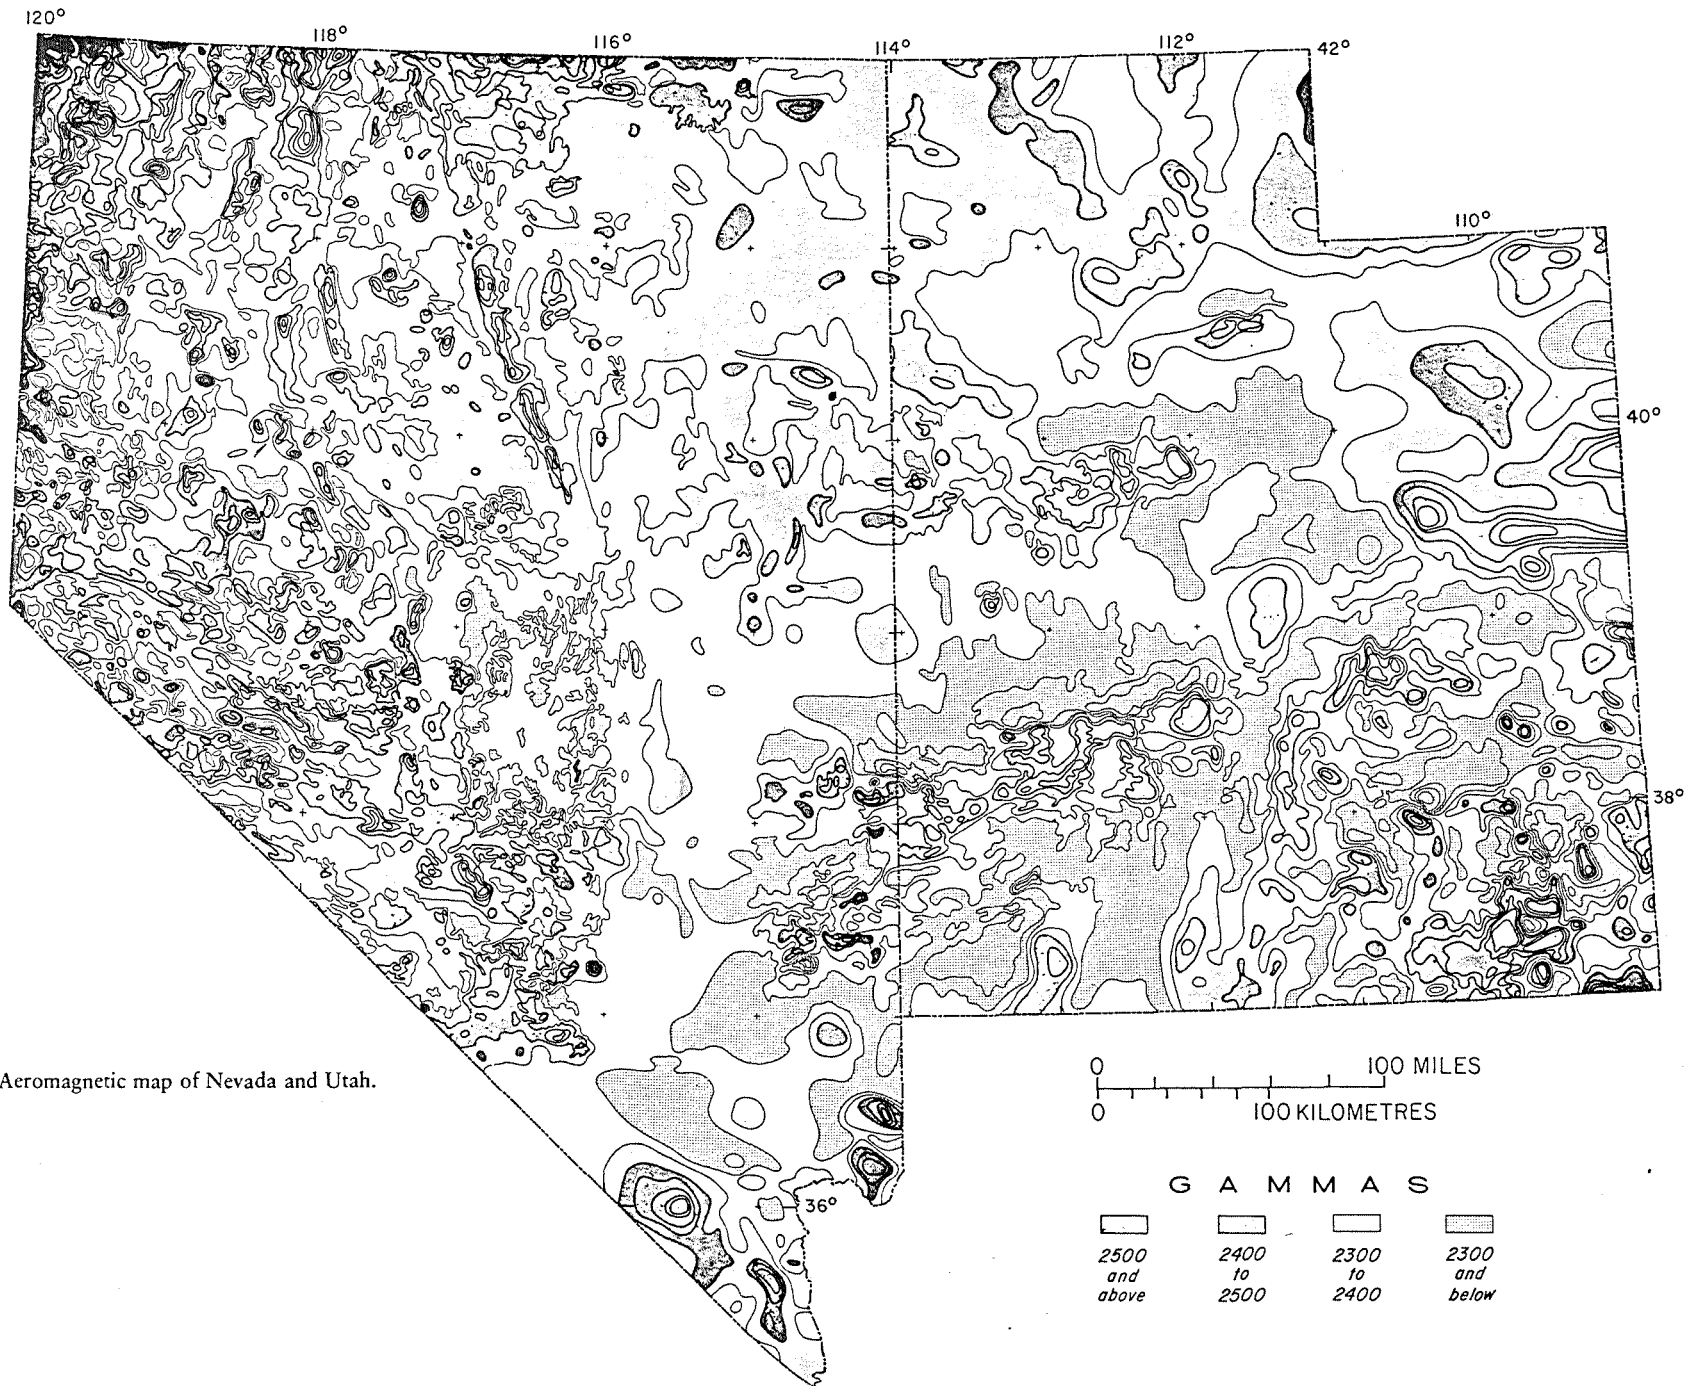 120°
118°
116°
114°
112°
42°
110°
40°
38°
36°
Aeromagnetic map of Nevada and Utah.
0 100 MILES
0 100 KILOMETRES
GAMMAS
2500 2400 2300 2300
and to to and
above 2500 2400 below